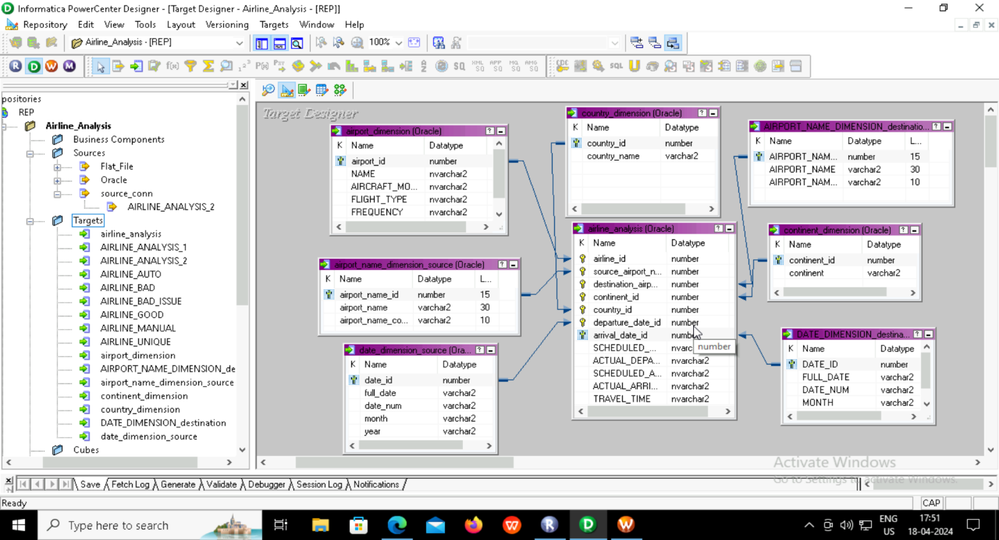 Informatica PowerCenter Designer - [Target Designer - Airline_Analysis - [REP]]
Repository Edit View Tools Layout Versioning Targets Window Help
Airline_Analysis - [REP]
100%
positories
REP
Airline_Analysis
Business Components
Sources
Flat_File
Oracle
source_conn
AIRLINE_ANALYSIS_2
Targets
airline_analysis
AIRLINE_ANALYSIS_1
AIRLINE_ANALYSIS_2
AIRLINE_AUTO
AIRLINE_BAD
AIRLINE_BAD_ISSUE
AIRLINE_GOOD
AIRLINE_MANUAL
AIRLINE_UNIQUE
airport_dimension
AIRPORT_NAME_DIMENSION_de
airport_name_dimension_source
continent_dimension
country_dimension
DATE_DIMENSION_destination
date_dimension_source
Cubes
Target Designer
airport_dimension (Oracle)
K Name Datatype
airport_id number
NAME nvarchar2
AIRCRAFT_MO... nvarchar2
FLIGHT_TYPE nvarchar2
FREQUENCY nvarchar2
country_dimension (Oracle)
K Name Datatype
country_id number
country_name varchar2
AIRPORT_NAME_DIMENSION_destinatio...
K Name Datatype L...
AIRPORT_NAM... number 15
AIRPORT_NAME varchar2 30
AIRPORT_NAM... varchar2 10
airport_name_dimension_source (Oracle)
K Name Datatype L...
airport_name_id number 15
airport_name varchar2 30
airport_name_co... varchar2 10
airline_analysis (Oracle)
K Name Datatype
airline_id number
source_airport_n... number
destination_airp... number
continent_id number
country_id number
departure_date_id number
arrival_date_id number
SCHEDULED_... nvarc
ACTUAL_DEPA... nvarchar2
SCHEDULED_A... nvarchar2
ACTUAL_ARRI... nvarchar2
TRAVEL_TIME nvarchar2
number
continent_dimension (Oracle)
K Name Datatype
continent_id number
continent varchar2
date_dimension_source (Ora...
K Name Datatype
date_id number
full_date varchar2
date_num varchar2
month varchar2
year varchar2
DATE_DIMENSION_destina...
K Name Datatype
DATE_ID number
FULL_DATE varchar2
DATE_NUM varchar2
MONTH varchar2
Activate Windows
Go to Settings to activate Windows.
Save Fetch Log Generate Validate Debugger Session Log Notifications
Ready
CAP
Type here to search
ENG
US
17:51
18-04-2024